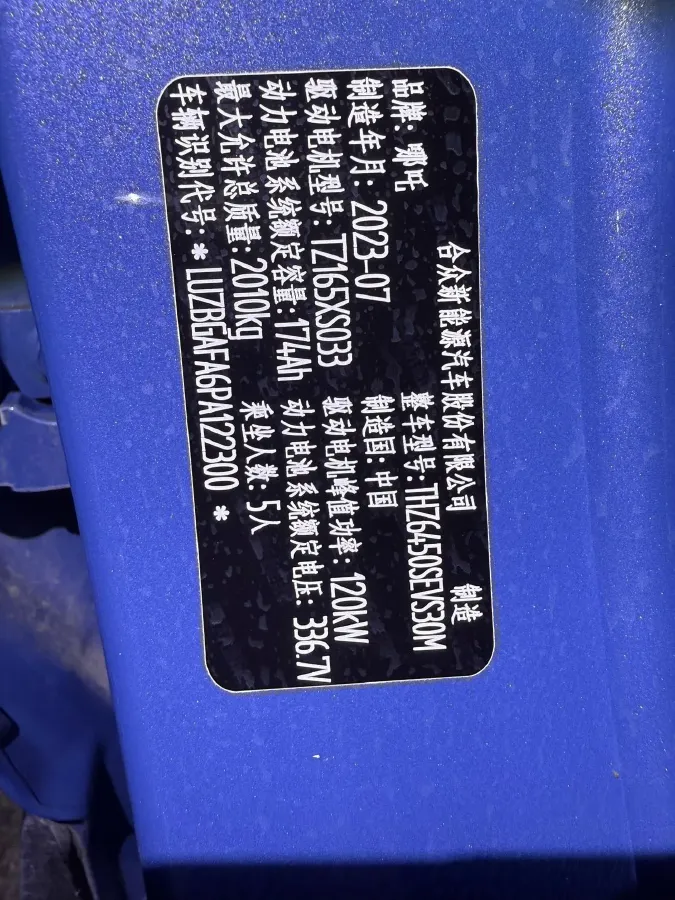 合众新能源汽车股份有限公司 制造
品牌: 哪吒 整车型号: THZ6450SEVS30M
制造年月: 2023-07 制造国: 中国
驱动电机型号: TZ165XS033 驱动电机峰值功率: 120kW
动力电池系统额定容量: 174Ah 动力电池系统额定电压: 336.7V
最大允许总质量: 2010kg 乘坐人数: 5人
车辆识别代号: * LUZBGAFA6PA122300 *